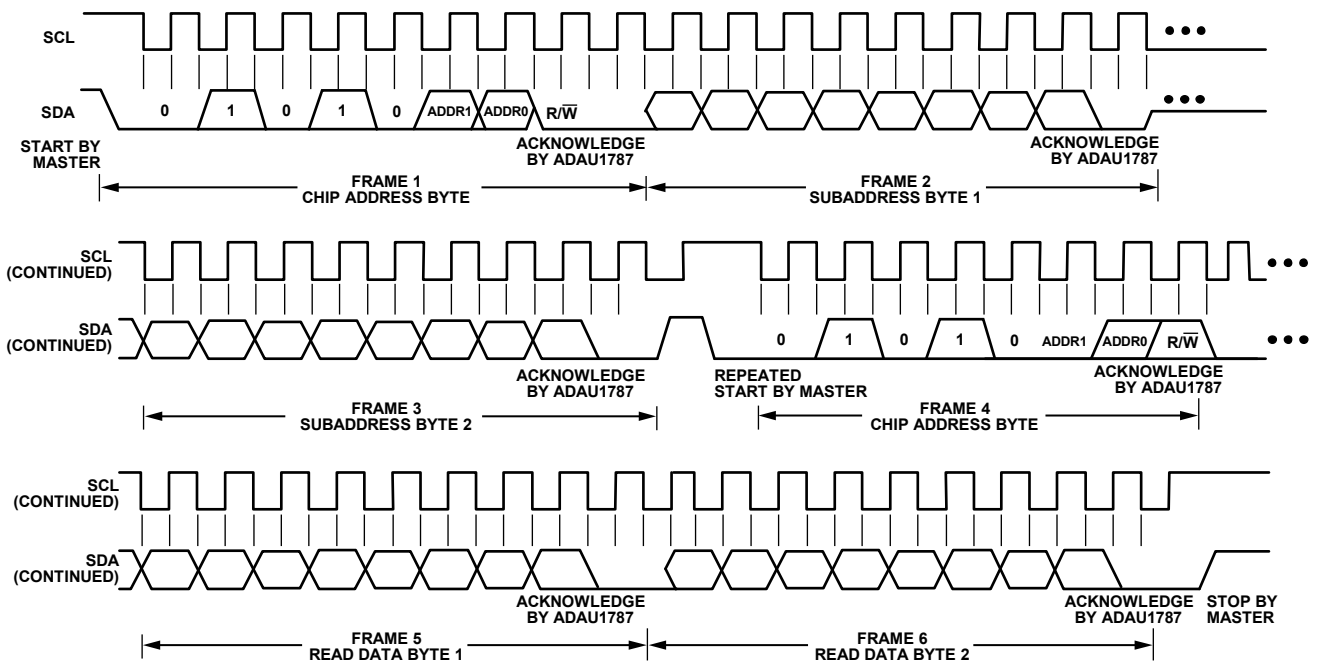 SCL
SDA
0 1 0 1 0 ADDR1 ADDR0 R/W̅
START BY
MASTER
ACKNOWLEDGE
BY ADAU1787
ACKNOWLEDGE
BY ADAU1787
FRAME 1
CHIP ADDRESS BYTE
FRAME 2
SUBADDRESS BYTE 1
SCL
(CONTINUED)
SDA
(CONTINUED)
0 1 0 1 0 ADDR1 ADDR0 R/W̅
ACKNOWLEDGE
BY ADAU1787
REPEATED
START BY MASTER
ACKNOWLEDGE
BY ADAU1787
FRAME 3
SUBADDRESS BYTE 2
FRAME 4
CHIP ADDRESS BYTE
SCL
(CONTINUED)
SDA
(CONTINUED)
ACKNOWLEDGE
BY ADAU1787
ACKNOWLEDGE
BY ADAU1787
STOP BY
MASTER
FRAME 5
READ DATA BYTE 1
FRAME 6
READ DATA BYTE 2